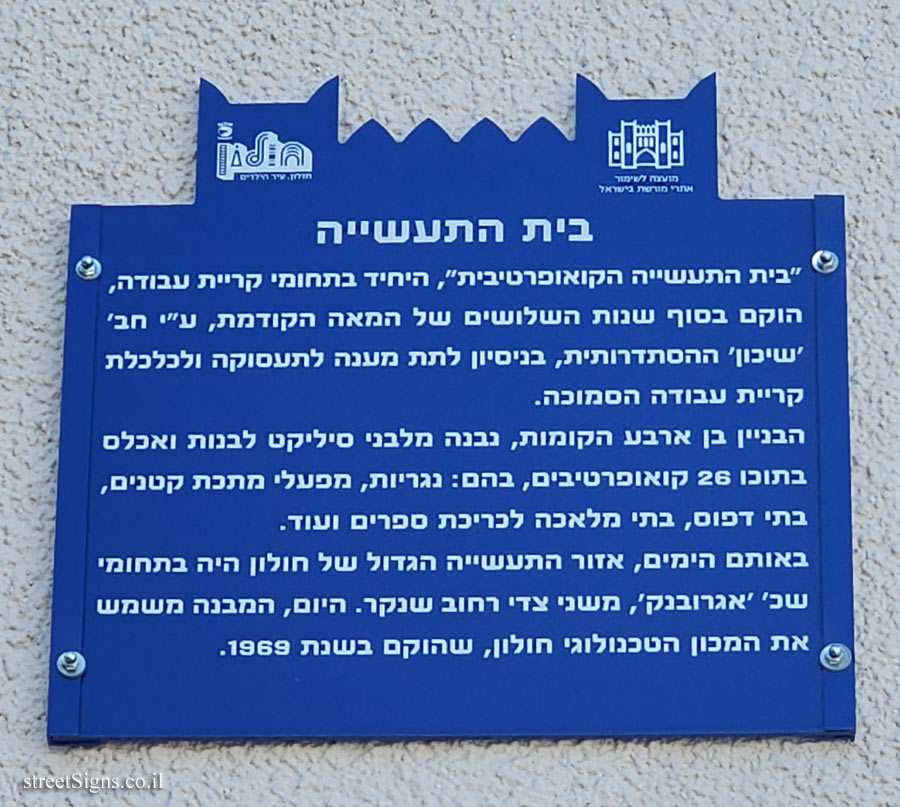 חולון
חולון, עיר הילדים
מועצה לשימור
אתרי מורשת בישראל
בית התעשייה
"בית התעשייה הקואופרטיבית", היחיד בתחומי קריית עבודה,
הוקם בסוף שנות השלושים של המאה הקודמת, ע"י חב'
'שיכון' ההסתדרותית, בניסיון לתת מענה לתעסוקה ולכלכלת
קריית עבודה הסמוכה.
הבניין בן ארבע הקומות, נבנה מלבני סיליקט לבנות ואכלס
בתוכו 26 קואופרטיבים, בהם: נגריות, מפעלי מתכת קטנים,
בתי דפוס, בתי מלאכה לכריכת ספרים ועוד.
באותם הימים, אזור התעשייה הגדול של חולון היה בתחומי
שכ' 'אגרובנק', משני צדי רחוב שנקר. היום, המבנה משמש
את המכון הטכנולוגי חולון, שהוקם בשנת 1969.
streetSigns.co.il